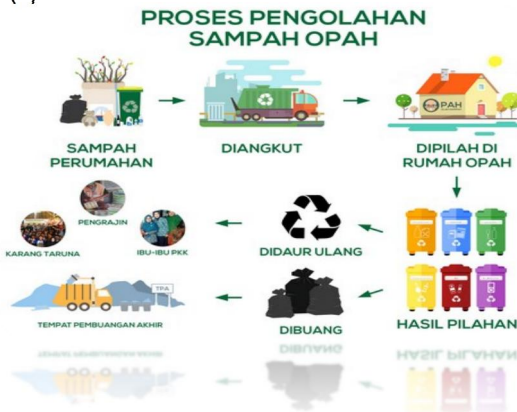 PROSES PENGOLAHAN
SAMPAH OPAH
SAMPAH
PERUMAHAN
DIANGKUT
OPAH
DIPILAH DI
RUMAH OPAH
PENGRAJIN
KARANG TARUNA
IBU-IBU PKK
DIDAUR ULANG
TPA
TEMPAT PEMBUANGAN AKHIR
DIBUANG
HASIL PILAHAN